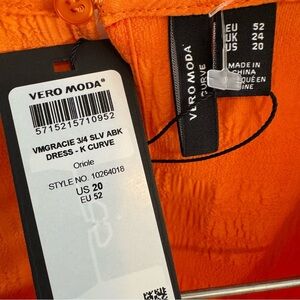 VERO MODA®
5715215710952
VMGRACIE 3/4 SLV ABK
DRESS - K CURVE
Oriole
STYLE NO. 10264018
US 20
EU 52
VERO MODA®
CURVE
EU 52
UK 24
US 20
MADE IN
CHINA